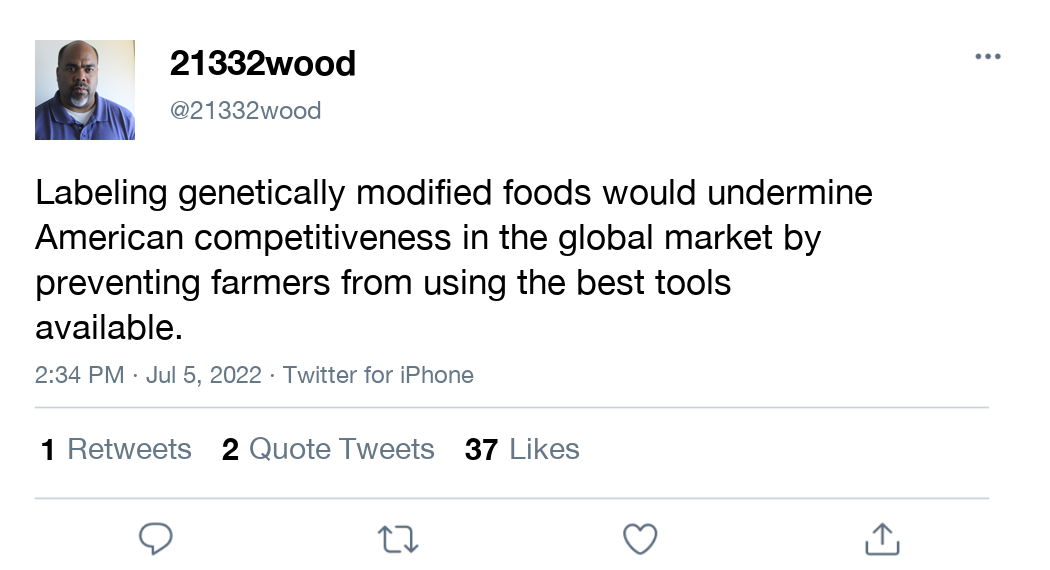 21332wood
@21332wood
Labeling genetically modified foods would undermine
American competitiveness in the global market by
preventing farmers from using the best tools
available.
2:34 PM · Jul 5, 2022 · Twitter for iPhone
1 Retweets 2 Quote Tweets 37 Likes